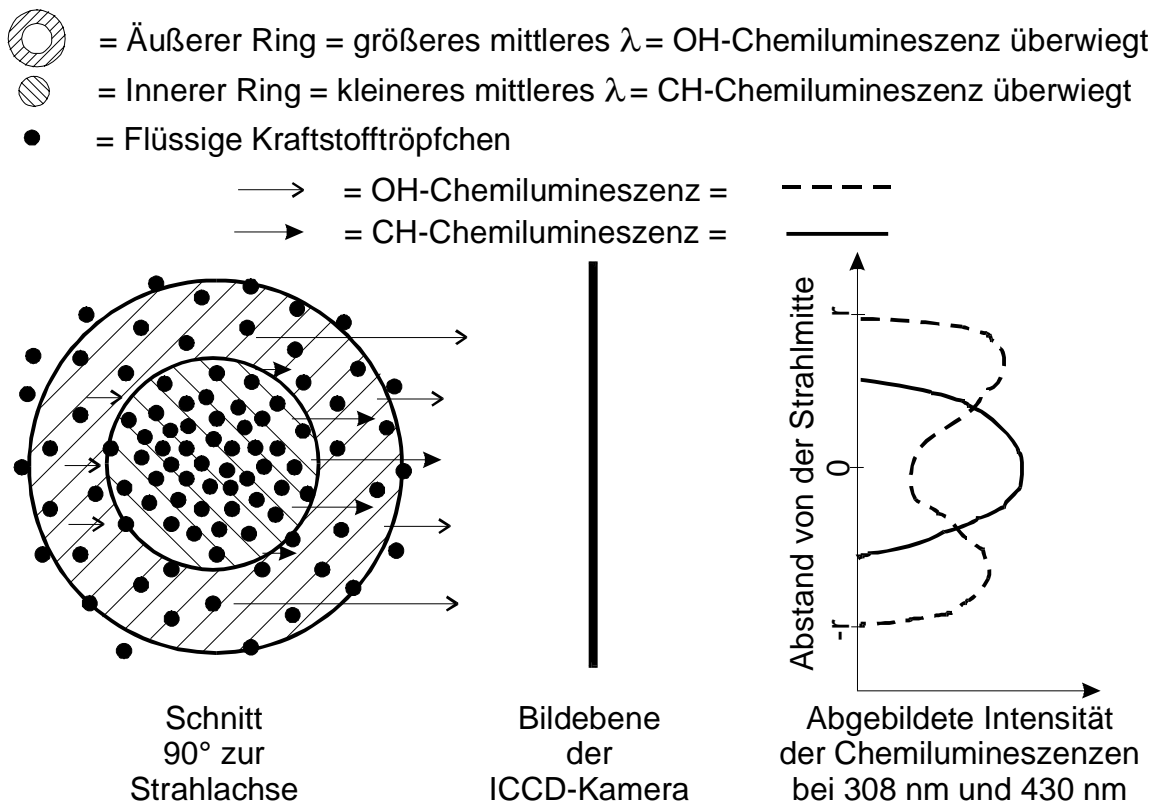 = Äußerer Ring = größeres mittleres λ = OH-Chemilumineszenz überwiegt
= Innerer Ring = kleineres mittleres λ = CH-Chemilumineszenz überwiegt
= Flüssige Kraftstofftröpfchen
= OH-Chemilumineszenz =
= CH-Chemilumineszenz =
Abstand von der Strahlmitte
r
0
-r
Schnitt
90° zur
Strahlachse
Bildebene
der
ICCD-Kamera
Abgebildete Intensität
der Chemilumineszenzen
bei 308 nm und 430 nm